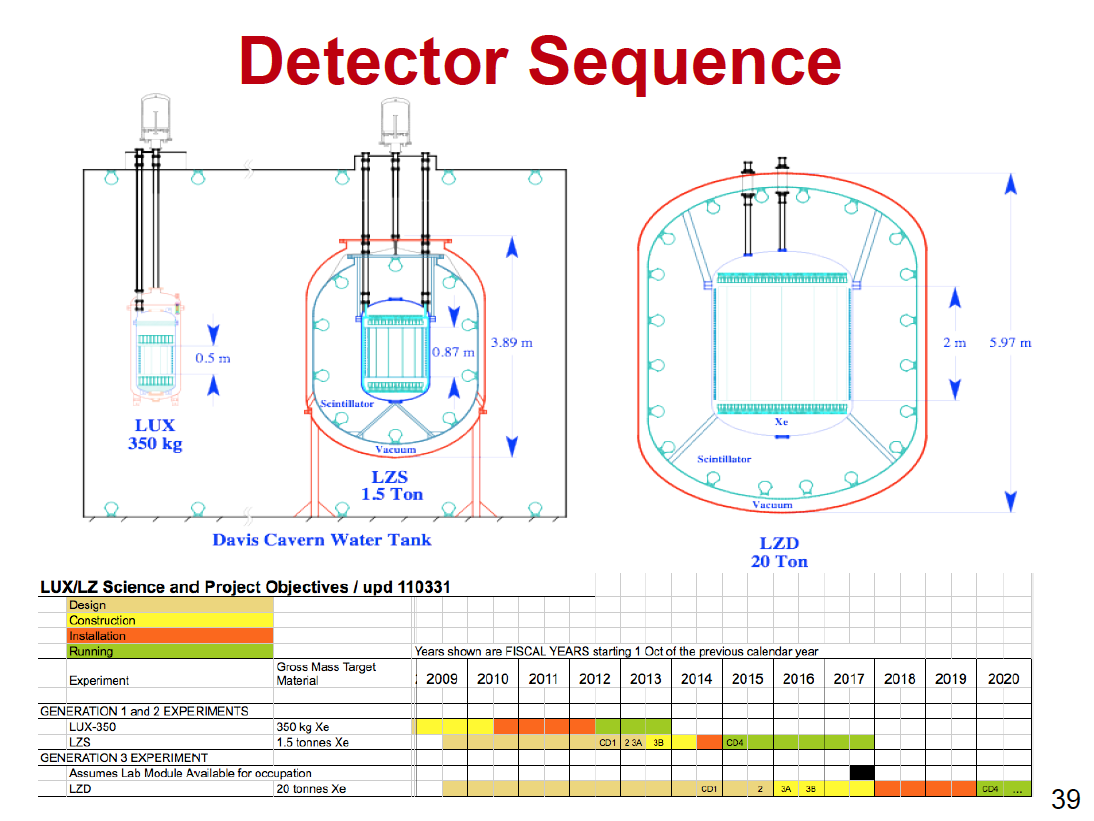 Detector Sequence
0.5 m
0.87 m
3.89 m
2 m
5.97 m
LUX
350 kg
Scintillator
Vacuum
LZS
1.5 Ton
Xe
Scintillator
Vacuum
Davis Cavern Water Tank
LZD
20 Ton
LUX/LZ Science and Project Objectives / upd 110331
Design
Construction
Installation
Running
Years shown are FISCAL YEARS starting 1 Oct of the previous calendar year
Experiment Gross Mass Target Material 2009 2010 2011 2012 2013 2014 2015 2016 2017 2018 2019 2020
GENERATION 1 and 2 EXPERIMENTS
LUX-350 350 kg Xe
LZS 1.5 tonnes Xe CD1 2 3A 3B CD4
GENERATION 3 EXPERIMENT
Assumes Lab Module Available for occupation
LZD 20 tonnes Xe CD1 2 3A 3B CD4 ...
39